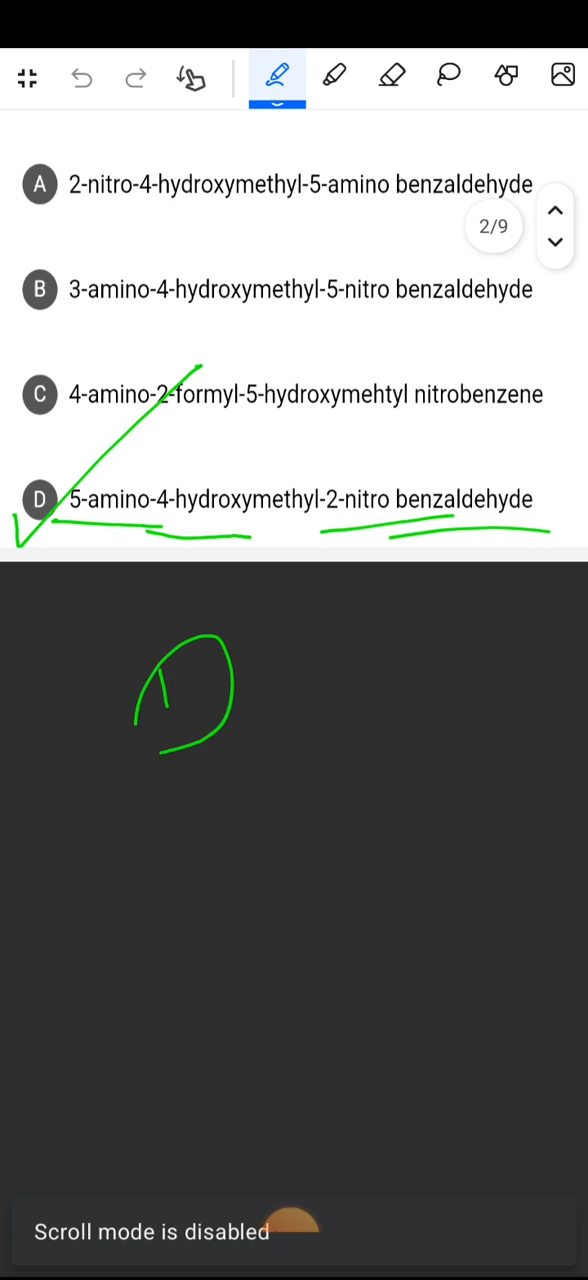 A 2-nitro-4-hydroxymethyl-5-amino benzaldehyde
2/9
B 3-amino-4-hydroxymethyl-5-nitro benzaldehyde
C 4-amino-2-formyl-5-hydroxymehtyl nitrobenzene
D 5-amino-4-hydroxymethyl-2-nitro benzaldehyde
D
Scroll mode is disabled